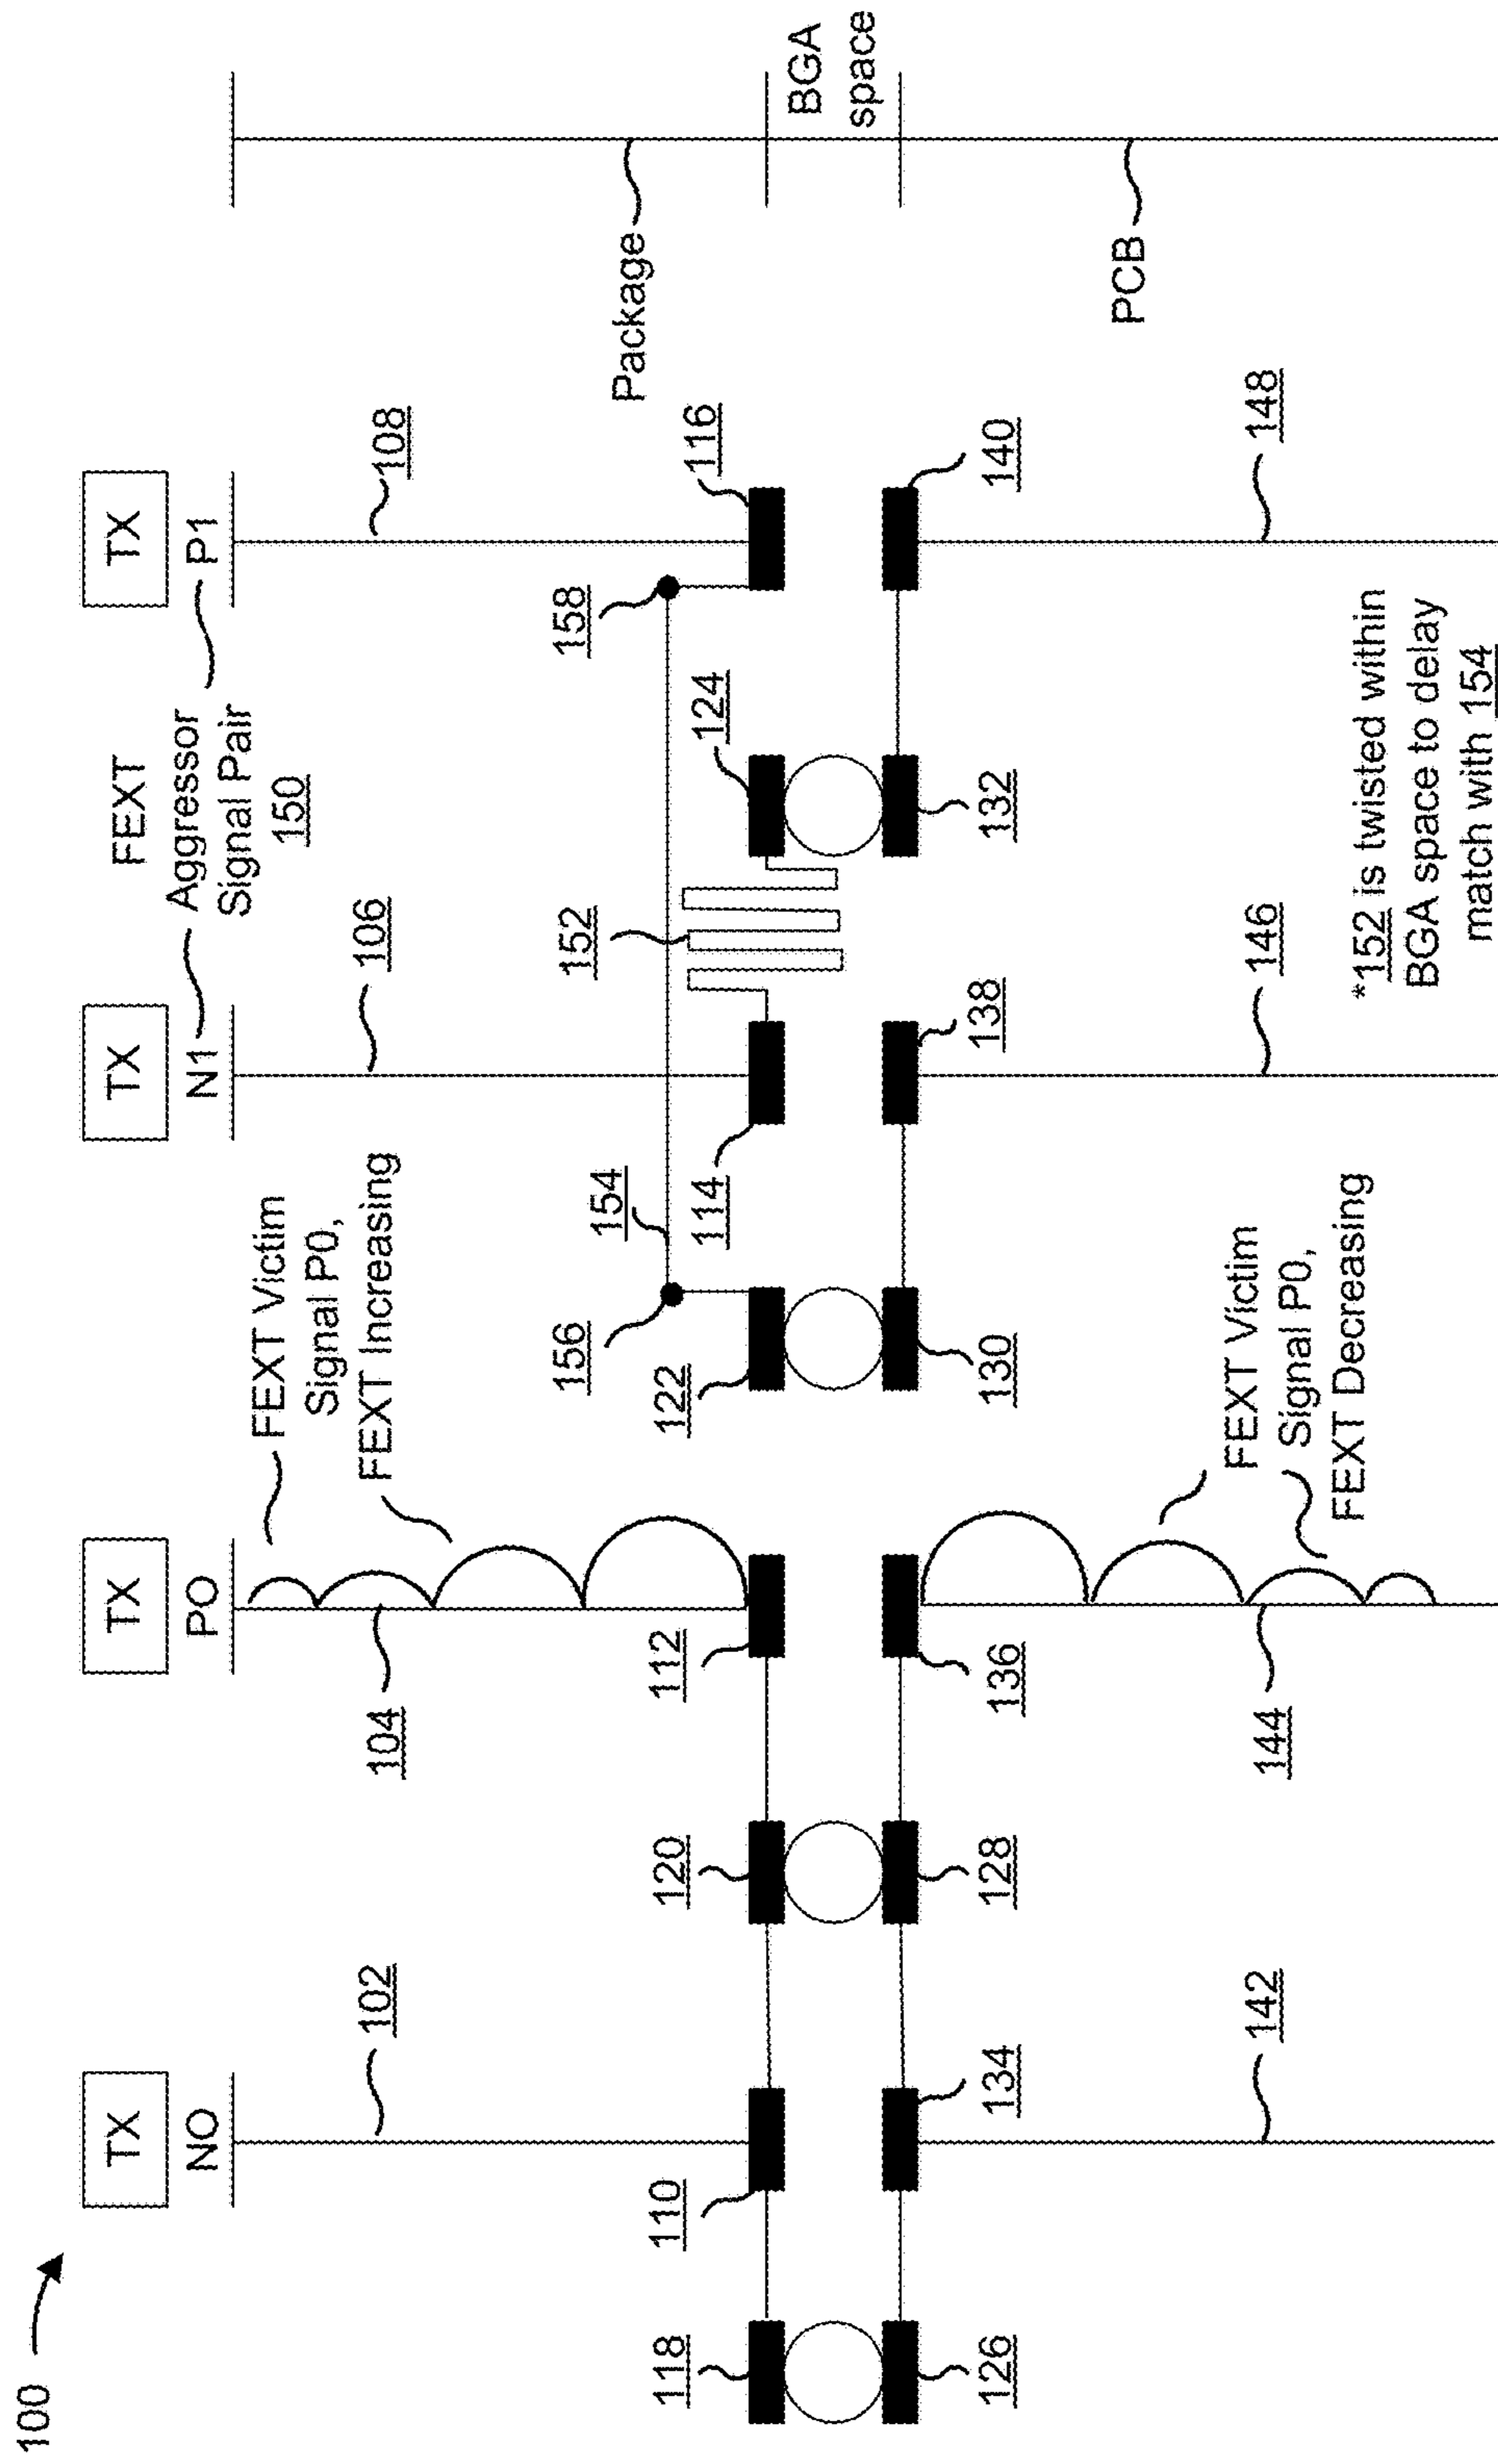 100
FEXT
Aggressor
Signal Pair
150
TX
TX
TX
TX
NO
PO
N1
P1
FEXT Victim
Signal P0,
FEXT Increasing
102
104
106
108
Package
158
154
152
156
110
118
120
112
122
114
124
116
BGA
space
126
134
128
136
130
138
132
140
PCB
142
144
146
148
FEXT Victim
Signal P0,
FEXT Decreasing
*152 is twisted within
BGA space to delay
match with 154